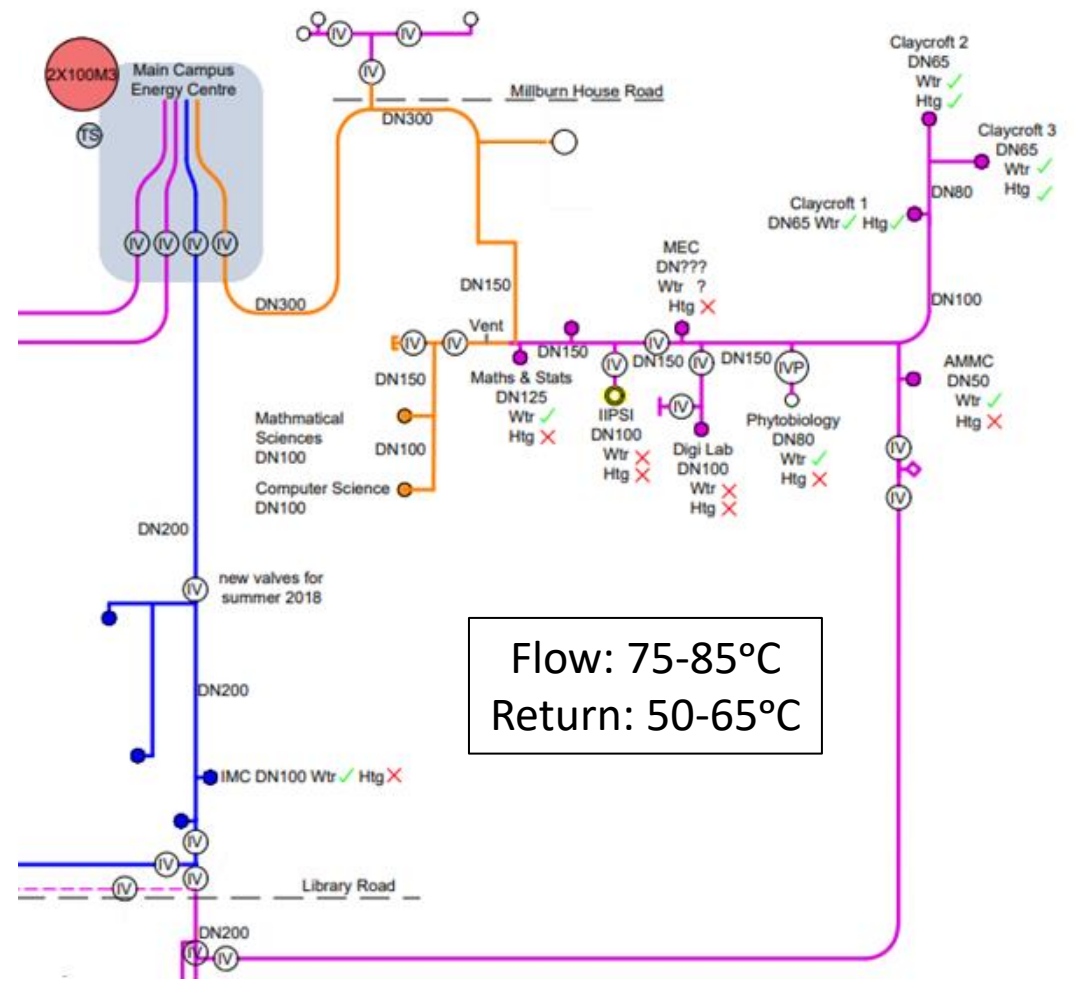 2X100M3
Main Campus
Energy Centre
TS
IV
IV
IV
IV
IV
IV
IV
Millburn House Road
DN300
DN300
DN150
Claycroft 2
DN65
Wtr ✓
Htg ✓
Claycroft 3
DN65
Wtr ✓
Htg ✓
DN80
Claycroft 1
DN65 Wtr ✓ Htg ✓
DN100
MEC
DN???
Wtr ?
Htg ✗
Vent
IV
IV
DN150
IV
IV
DN150
IV
DN150
IVP
DN150
Maths & Stats
DN125
Wtr ✓
Htg ✗
IIPSI
DN100
Wtr ✗
Htg ✗
IV
Digi Lab
DN100
Wtr ✗
Htg ✗
Phytobiology
DN80
Wtr ✓
Htg ✗
AMMC
DN50
Wtr ✓
Htg ✗
IV
IV
Mathmatical
Sciences
DN100
DN100
Computer Science
DN100
DN200
IV
new valves for
summer 2018
DN200
Flow: 75-85°C
Return: 50-65°C
IMC DN100 Wtr ✓ Htg ✗
IV
IV
IV
IV
Library Road
DN200
IV
IV